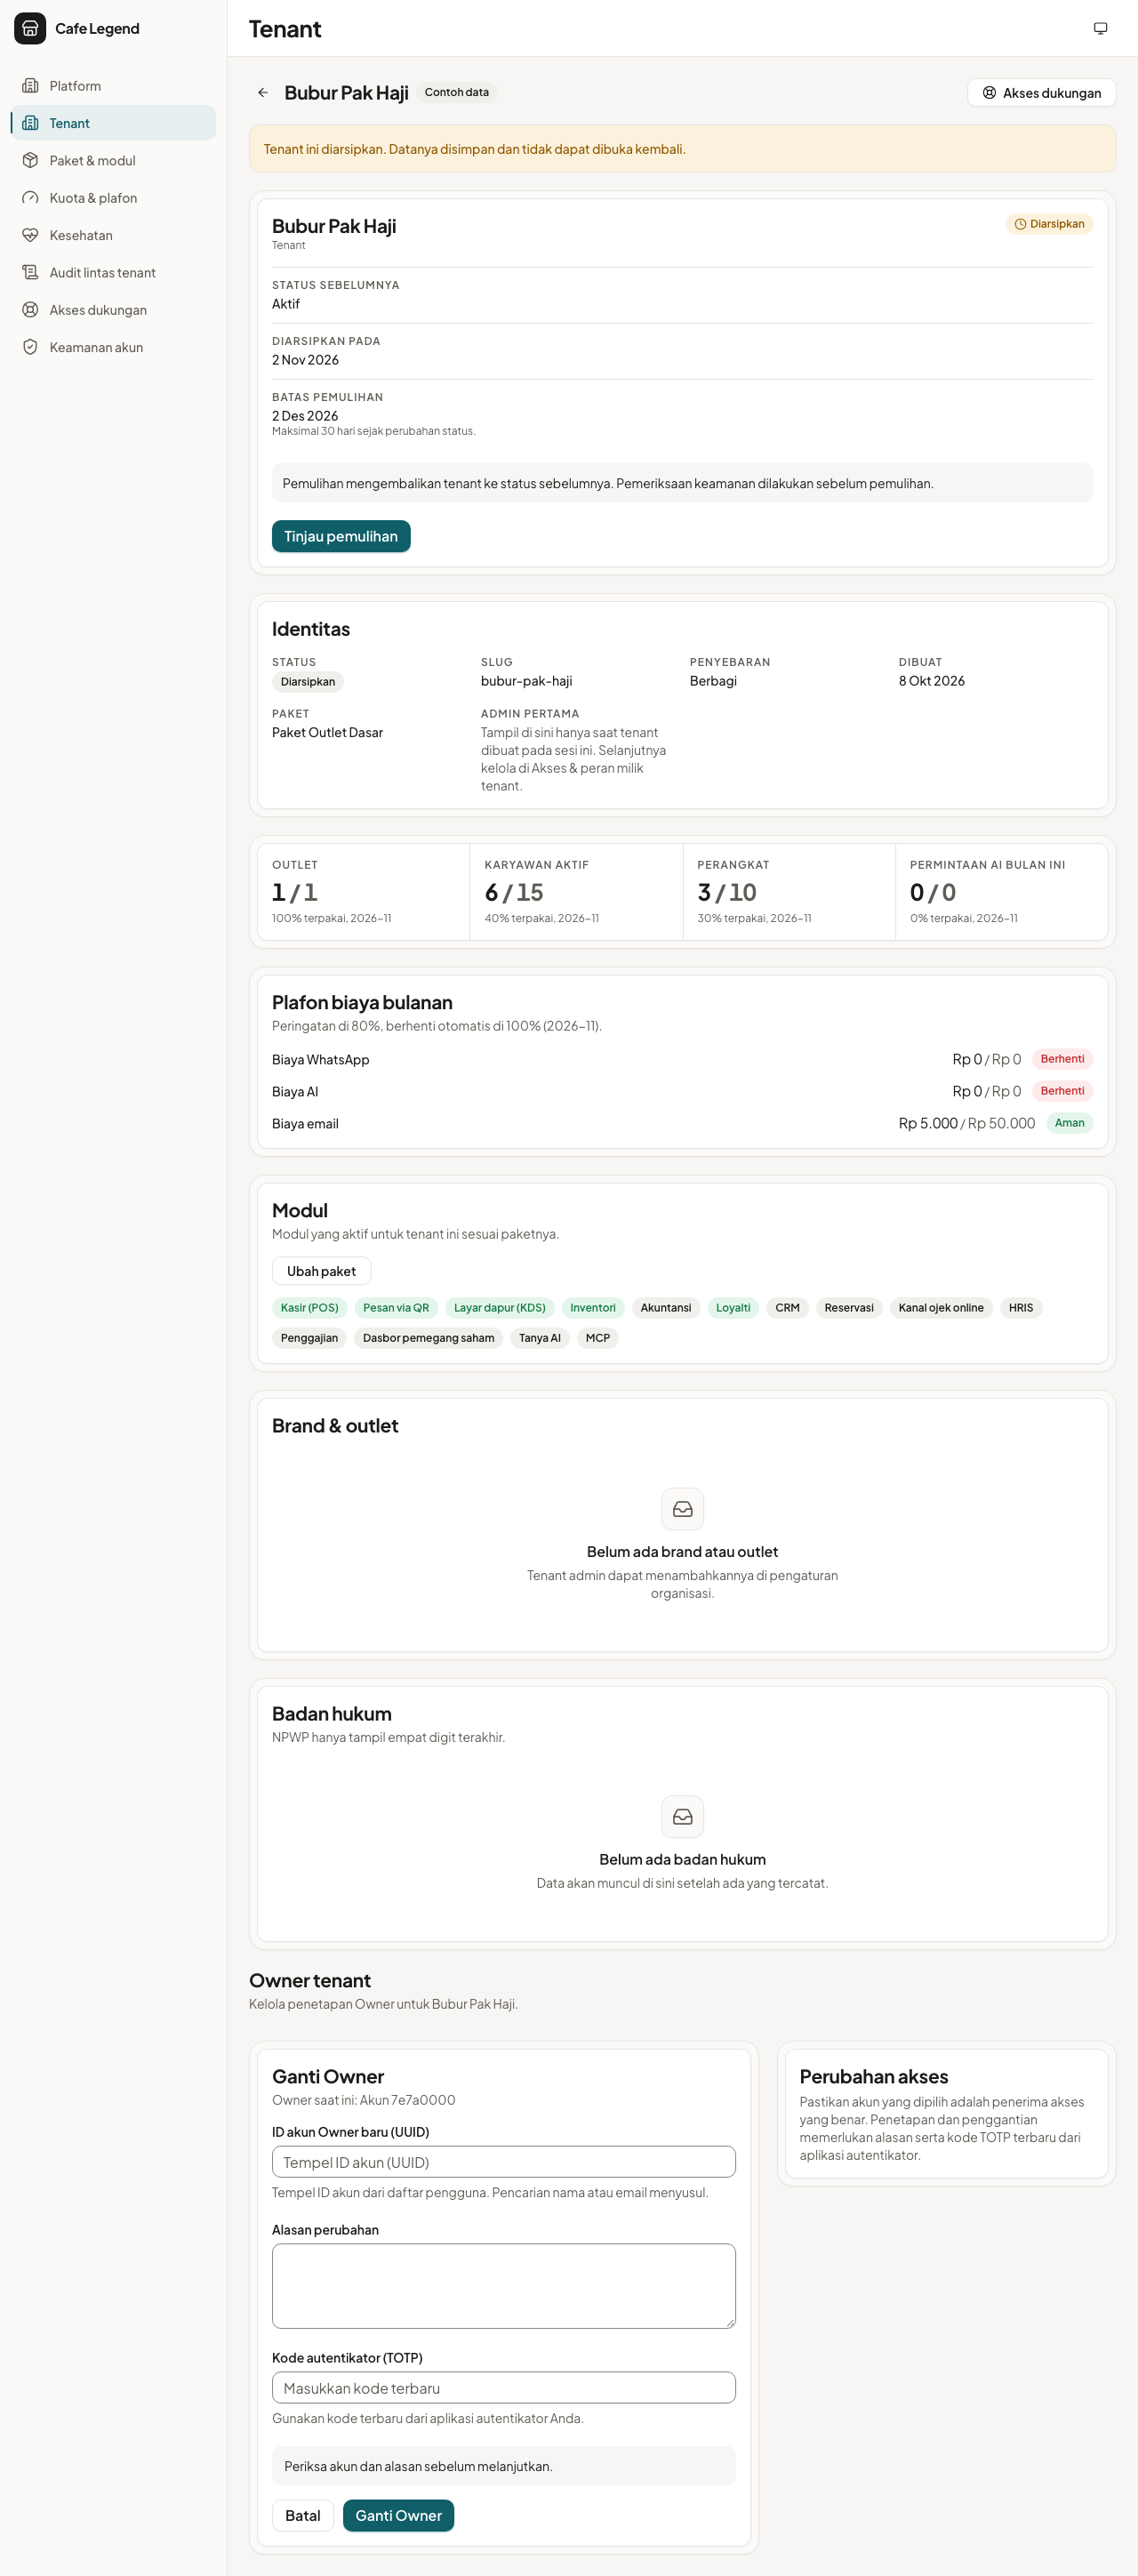 Cafe Legend
Platform
Tenant
Paket & modul
Kuota & plafon
Kesehatan
Audit lintas tenant
Akses dukungan
Keamanan akun
Tenant
Bubur Pak Haji
Contoh data
Akses dukungan
Tenant ini diarsipkan. Datanya disimpan dan tidak dapat dibuka kembali.
Bubur Pak Haji
Diarsipkan
Tenant
STATUS SEBELUMNYA
Aktif
DIARSIPKAN PADA
2 Nov 2026
BATAS PEMULIHAN
2 Des 2026
Maksimal 30 hari sejak perubahan status.
Pemulihan mengembalikan tenant ke status sebelumnya. Pemeriksaan keamanan dilakukan sebelum pemulihan.
Tinjau pemulihan
Identitas
STATUS
Diarsipkan
SLUG
bubur-pak-haji
PENYEBARAN
Berbagi
DIBUAT
8 Okt 2026
PAKET
Paket Outlet Dasar
ADMIN PERTAMA
Tampil di sini hanya saat tenant
dibuat pada sesi ini. Selanjutnya
kelola di Akses & peran milik
tenant.
OUTLET
1 / 1
100% terpakai, 2026-11
KARYAWAN AKTIF
6 / 15
40% terpakai, 2026-11
PERANGKAT
3 / 10
30% terpakai, 2026-11
PERMINTAAN AI BULAN INI
0 / 0
0% terpakai, 2026-11
Plafon biaya bulanan
Peringatan di 80%, berhenti otomatis di 100% (2026-11).
Biaya WhatsApp
Rp 0 / Rp 0
Berhenti
Biaya AI
Rp 0 / Rp 0
Berhenti
Biaya email
Rp 5.000 / Rp 50.000
Aman
Modul
Modul yang aktif untuk tenant ini sesuai paketnya.
Ubah paket
Kasir (POS)
Pesan via QR
Layar dapur (KDS)
Inventori
Akuntansi
Loyalti
CRM
Reservasi
Kanal ojek online
HRIS
Penggajian
Dasbor pemegang saham
Tanya AI
MCP
Brand & outlet
Belum ada brand atau outlet
Tenant admin dapat menambahkannya di pengaturan
organisasi.
Badan hukum
NPWP hanya tampil empat digit terakhir.
Belum ada badan hukum
Data akan muncul di sini setelah ada yang tercatat.
Owner tenant
Kelola penetapan Owner untuk Bubur Pak Haji.
Ganti Owner
Owner saat ini: Akun 7e7a0000
ID akun Owner baru (UUID)
Tempel ID akun (UUID)
Tempel ID akun dari daftar pengguna. Pencarian nama atau email menyusul.
Alasan perubahan
Kode autentikator (TOTP)
Masukkan kode terbaru
Gunakan kode terbaru dari aplikasi autentikator Anda.
Periksa akun dan alasan sebelum melanjutkan.
Batal
Ganti Owner
Perubahan akses
Pastikan akun yang dipilih adalah penerima akses
yang benar. Penetapan dan penggantian
memerlukan alasan serta kode TOTP terbaru dari
aplikasi autentikator.